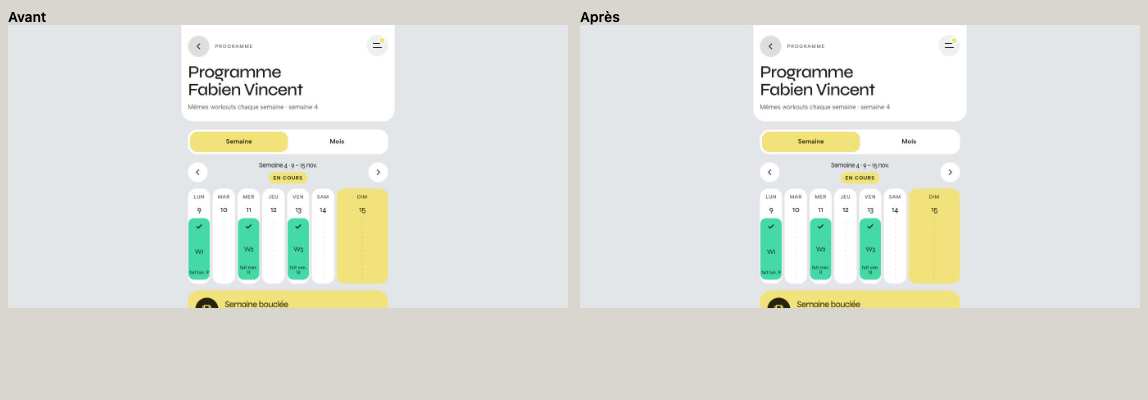 Avant
PROGRAMME
Programme
Fabien Vincent
Mêmes workouts chaque semaine · semaine 4
Semaine Mois
Semaine 4 · 9 – 15 nov.
EN COURS
LUN MAR MER JEU VEN SAM DIM
9 10 11 12 13 14 15
W1 W2 W3
Semaine bouclée
Après
PROGRAMME
Programme
Fabien Vincent
Mêmes workouts chaque semaine · semaine 4
Semaine Mois
Semaine 4 · 9 – 15 nov.
EN COURS
LUN MAR MER JEU VEN SAM DIM
9 10 11 12 13 14 15
W1 W2 W3
Semaine bouclée